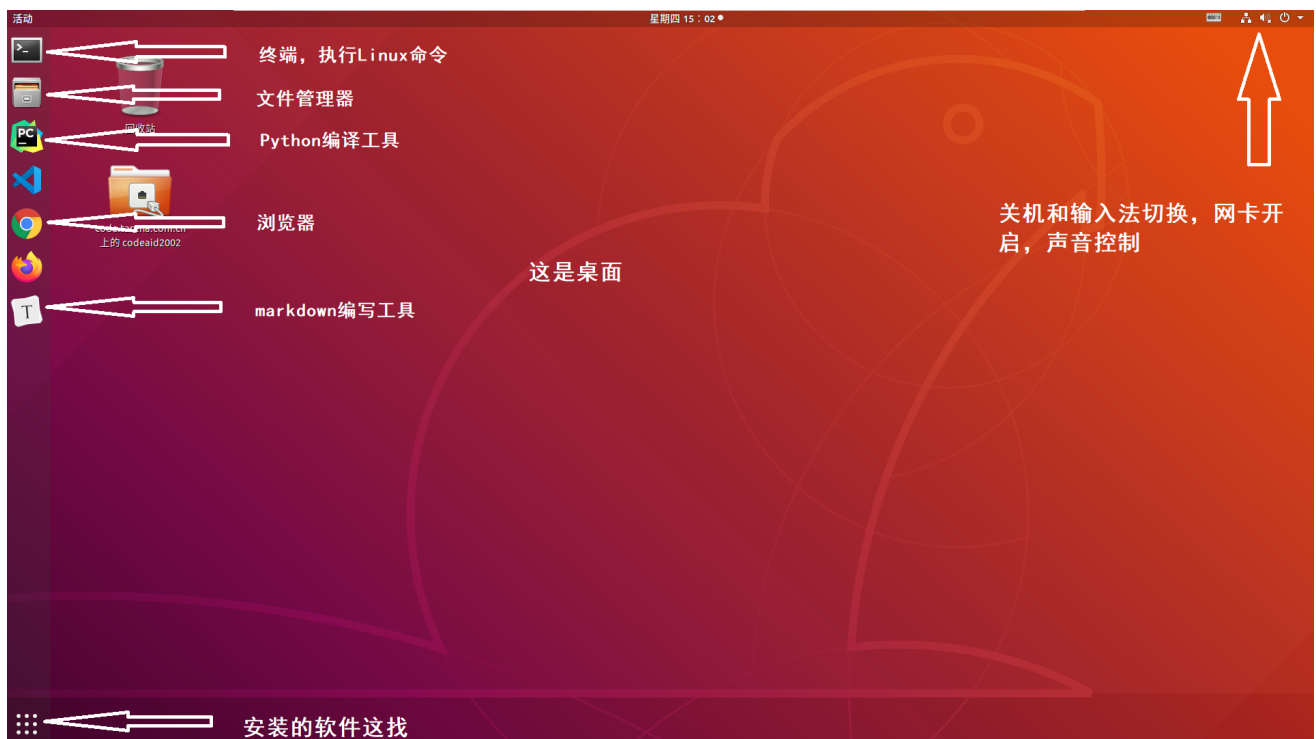 活动
星期四 15：02
终端，执行Linux命令
文件管理器
回收站
PC
Python编译工具
浏览器
上的 codeaid2002
关机和输入法切换，网卡开
启，声音控制
这是桌面
T
markdown编写工具
安装的软件这找